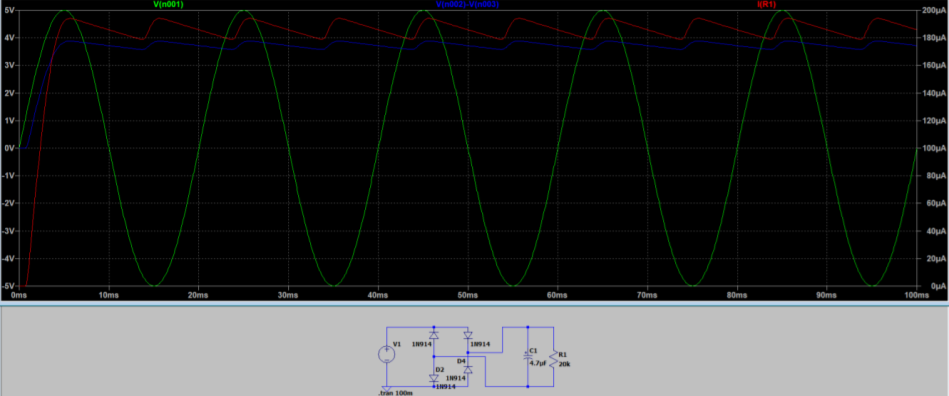 V(n001) V(n002)-V(n003) I(R1)
5V 200µA
4V 180µA
3V 160µA
2V 140µA
1V 120µA
0V 100µA
-1V 80µA
-2V 60µA
-3V 40µA
-4V 20µA
-5V 0µA
0ms 10ms 20ms 30ms 40ms 50ms 60ms 70ms 80ms 90ms 100ms
V1 1N914 1N914 C1 R1
D4 4.7µF 20k
D2 1N914
1N914
.tran 100m